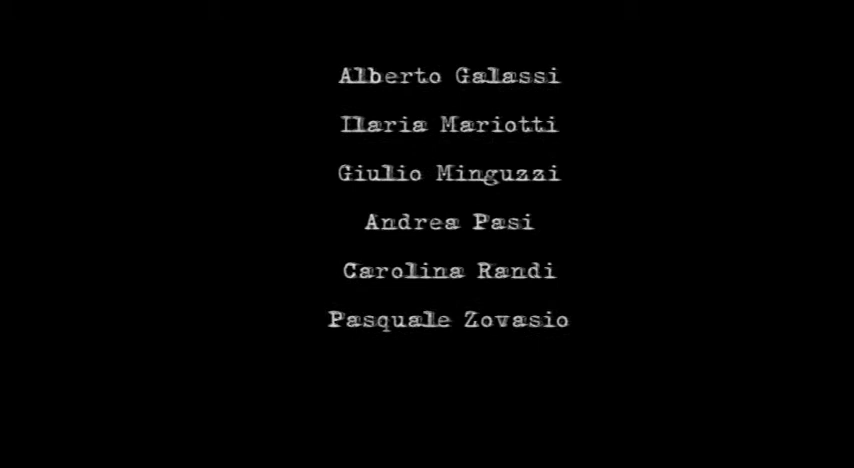 Alberto Galassi
Ilaria Mariotti
Giulio Minguzzi
Andrea Pasi
Carolina Randi
Pasquale Zovasio